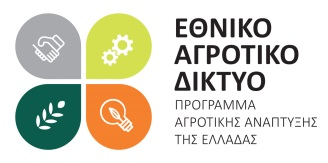 ΕΘΝΙΚΟ
ΑΓΡΟΤΙΚΟ
ΔΙΚΤΥΟ
ΠΡΟΓΡΑΜΜΑ
ΑΓΡΟΤΙΚΗΣ ΑΝΑΠΤΥΞΗΣ
ΤΗΣ ΕΛΛΑΔΑΣ